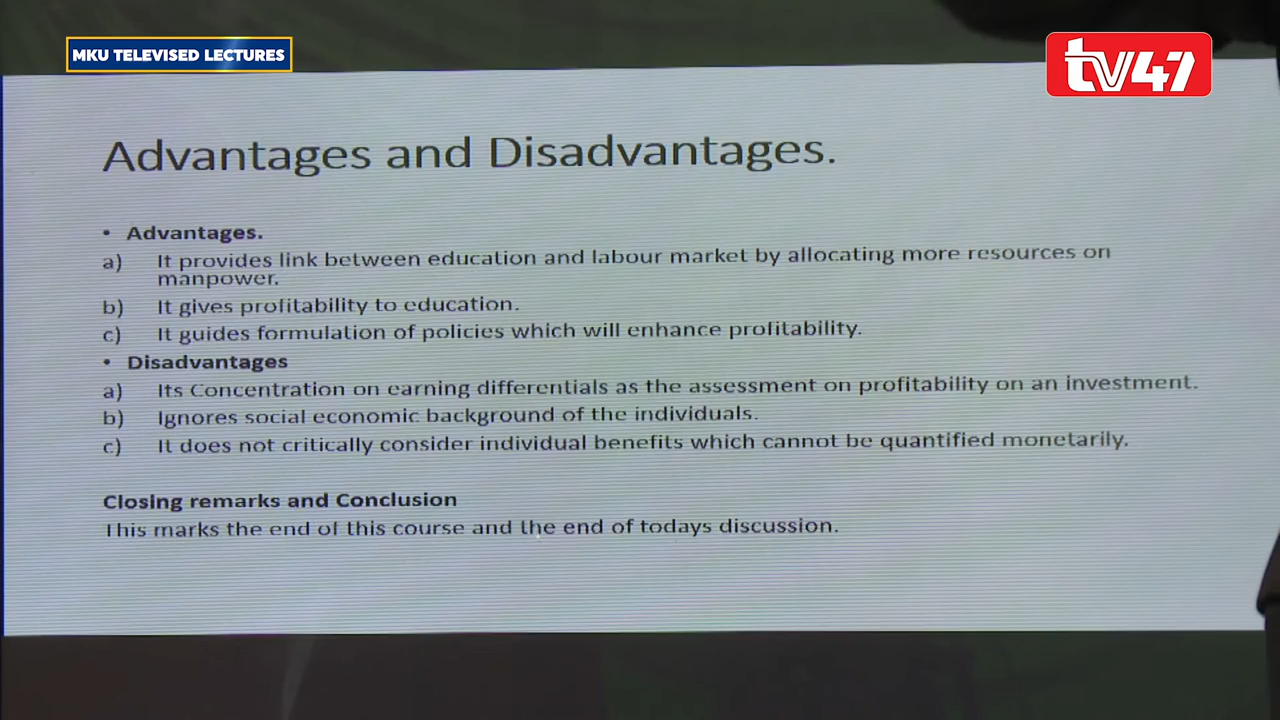 MKU TELEVISED LECTURES
tv47
Advantages and Disadvantages.
• Advantages.
a) It provides link between education and labour market by allocating more resources on
manpower.
b) It gives profitability to education.
c) It guides formulation of policies which will enhance profitability.
• Disadvantages
a) Its Concentration on earning differentials as the assessment on profitability on an investment.
b) Ignores social economic background of the individuals.
c) It does not critically consider individual benefits which cannot be quantified monetarily.
Closing remarks and Conclusion
This marks the end of this course and the end of todays discussion.